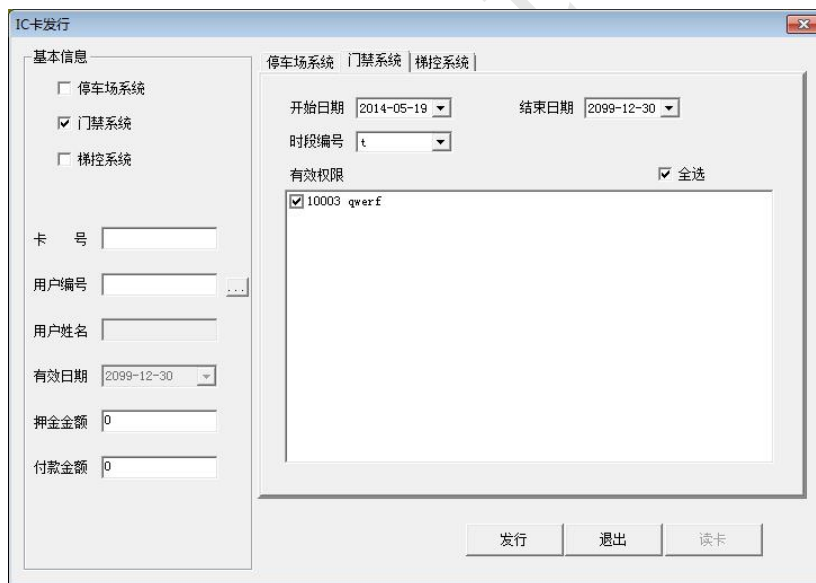 IC卡发行
基本信息
停车场系统
门禁系统
梯控系统
卡 号
用户编号
...
用户姓名
有效日期 2099-12-30
押金金额 0
付款金额 0
停车场系统 门禁系统 梯控系统
开始日期 2014-05-19 结束日期 2099-12-30
时段编号 t
有效权限 全选
10003 qwerf
发行 退出 读卡